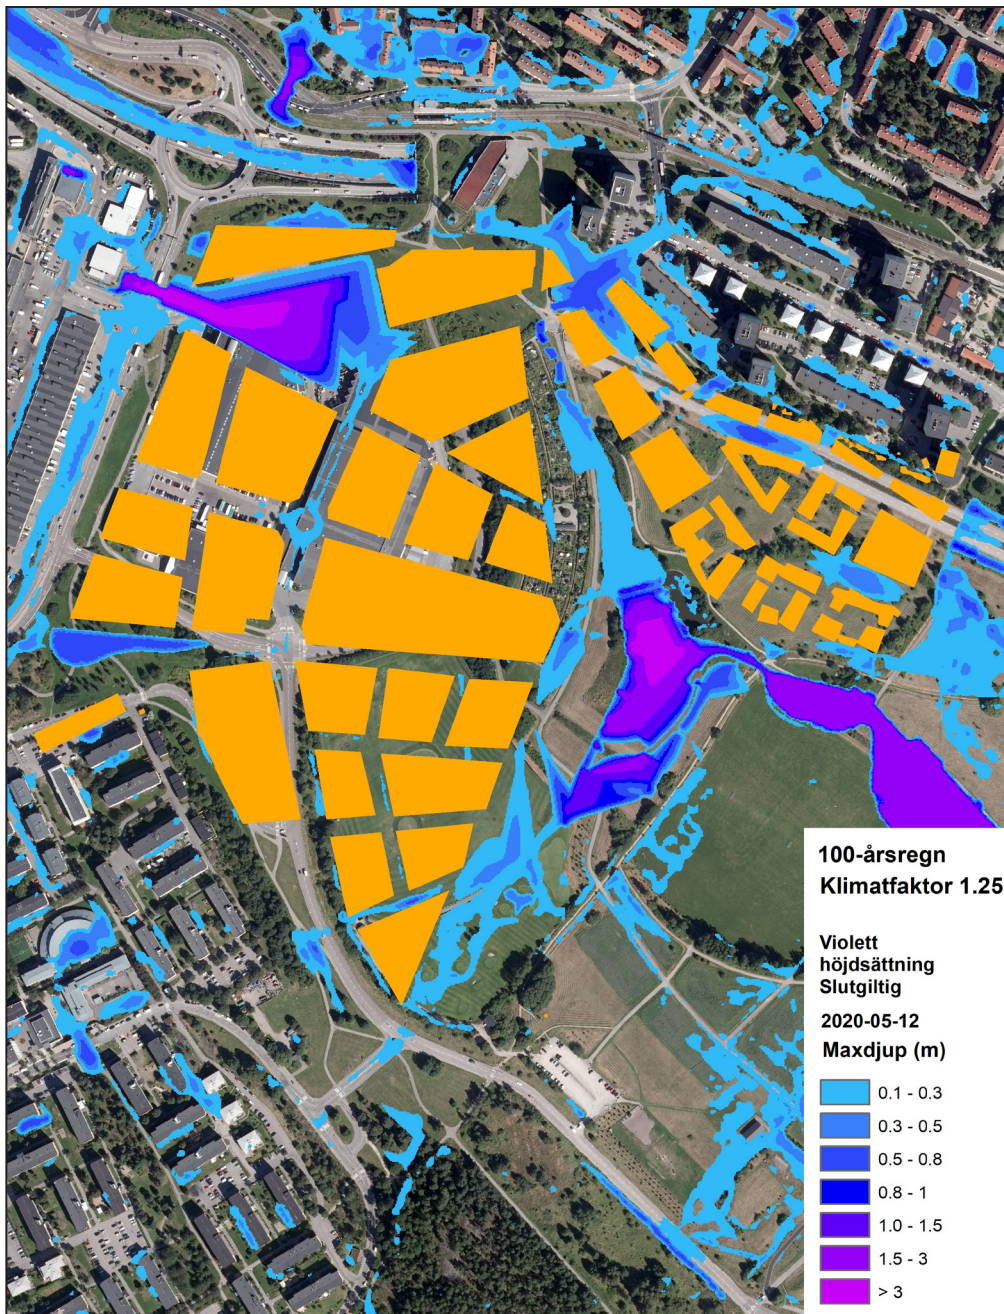 100-årsregn
Klimatfaktor 1.25
Violett
höjdsättning
Slutgiltig
2020-05-12
Maxdjup (m)
0.1 - 0.3
0.3 - 0.5
0.5 - 0.8
0.8 - 1
1.0 - 1.5
1.5 - 3
> 3